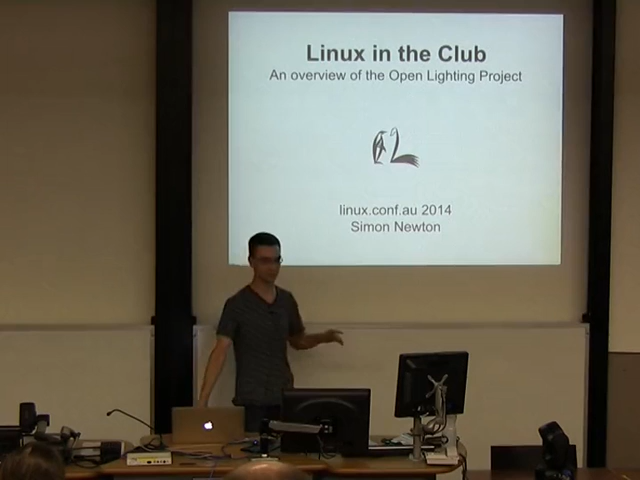 Linux in the Club
An overview of the Open Lighting Project
linux.conf.au 2014
Simon Newton